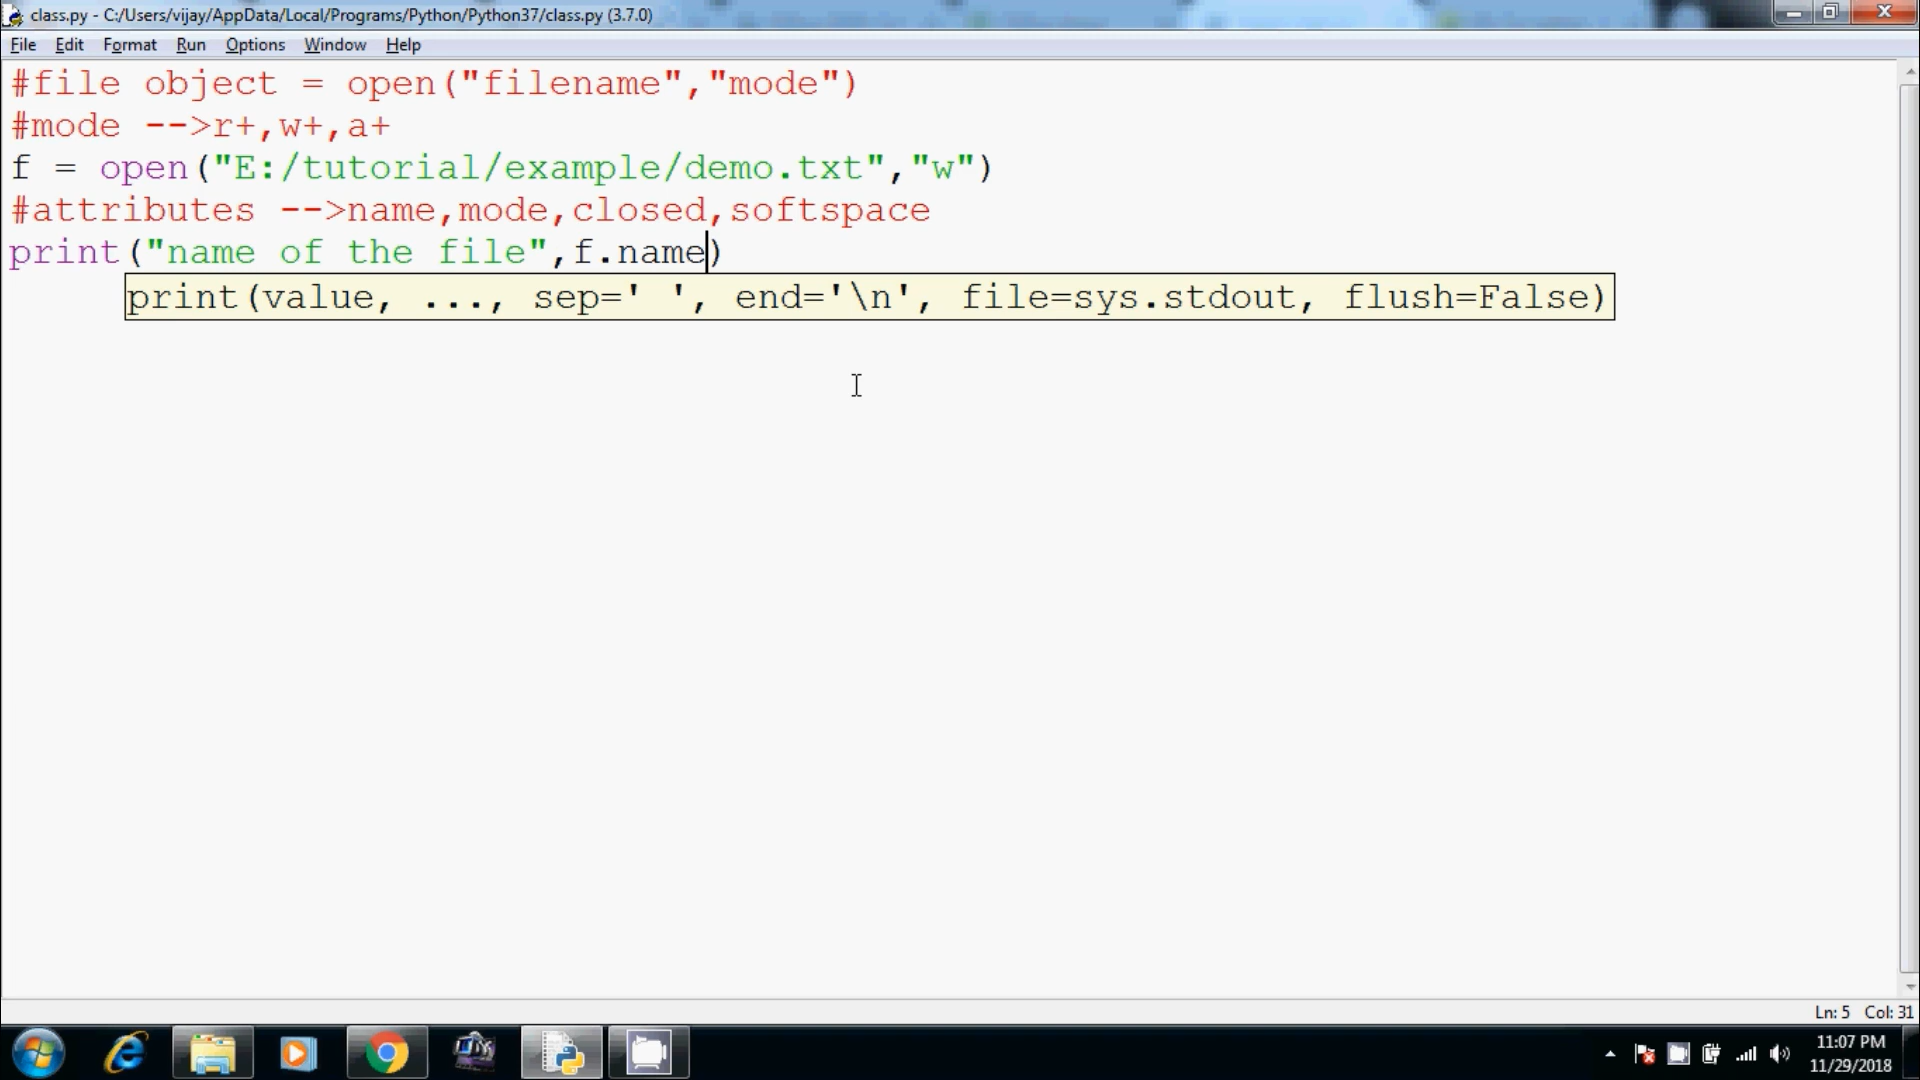 class.py - C:/Users/vijay/AppData/Local/Programs/Python/Python37/class.py (3.7.0)
File Edit Format Run Options Window Help
#file object = open("filename","mode")
#mode -->r+,w+,a+
f = open("E:/tutorial/example/demo.txt","w")
#attributes -->name,mode,closed,softspace
print("name of the file",f.name)
print(value, ..., sep=' ', end='\n', file=sys.stdout, flush=False)
Ln: 5 Col: 31
11:07 PM
11/29/2018